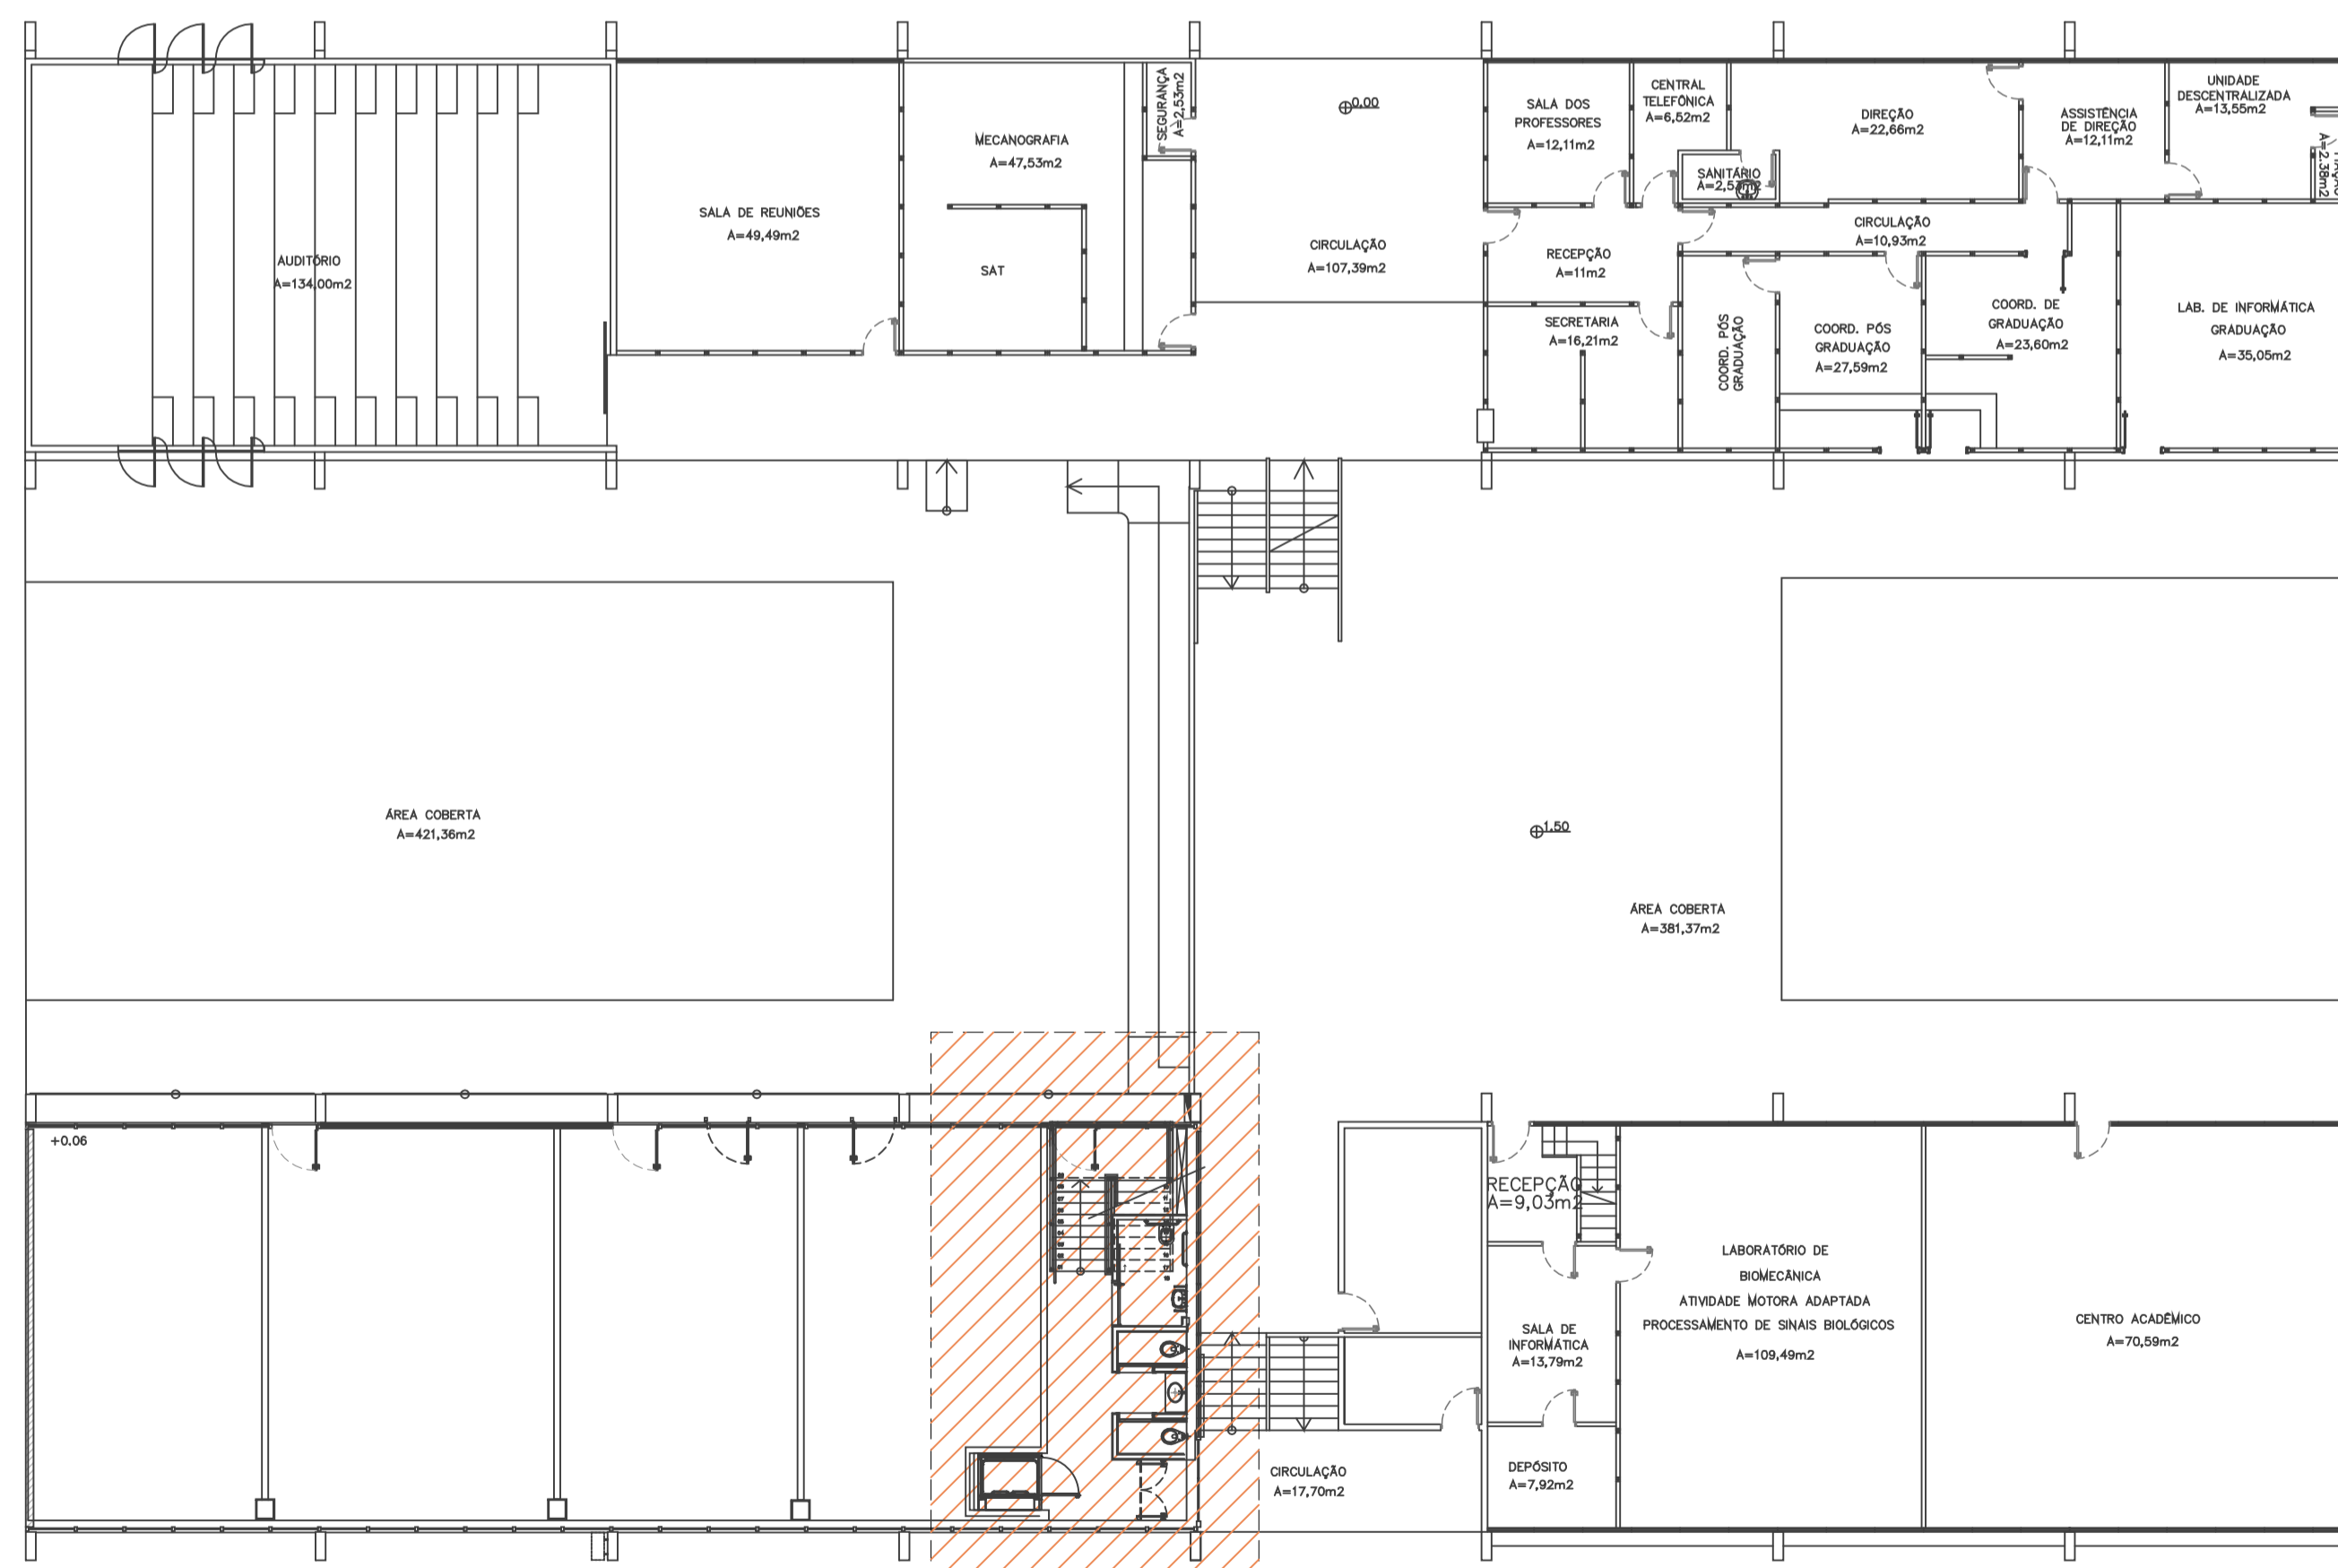 AUDITÓRIO
A=134,00m2
SALA DE REUNIÕES
A=49,49m2
MECANOGRAFIA
A=47,53m2
SAT
SEGURANÇA
A=2,53m2
0.00
CIRCULAÇÃO
A=107,39m2
SALA DOS
PROFESSORES
A=12,11m2
CENTRAL
TELEFÔNICA
A=6,52m2
SANITÁRIO
DIREÇÃO
A=22,66m2
ASSISTÊNCIA
DE DIREÇÃO
A=12,11m2
UNIDADE
DESCENTRALIZADA
A=13,55m2
A=2,38m2
CIRCULAÇÃO
A=10,93m2
RECEPÇÃO
A=11m2
SECRETARIA
A=16,21m2
COORD. PÓS
GRADUAÇÃO
COORD. PÓS
GRADUAÇÃO
A=27,59m2
COORD. DE
GRADUAÇÃO
A=23,60m2
LAB. DE INFORMÁTICA
GRADUAÇÃO
A=35,05m2
ÁREA COBERTA
A=421,36m2
1.50
ÁREA COBERTA
A=381,37m2
+0.06
RECEPÇÃO
A=9,03m2
SALA DE
INFORMÁTICA
A=13,79m2
DEPÓSITO
A=7,92m2
CIRCULAÇÃO
A=17,70m2
LABORATÓRIO DE
BIOMECÂNICA
ATIVIDADE MOTORA ADAPTADA
PROCESSAMENTO DE SINAIS BIOLÓGICOS
A=109,49m2
CENTRO ACADÊMICO
A=70,59m2